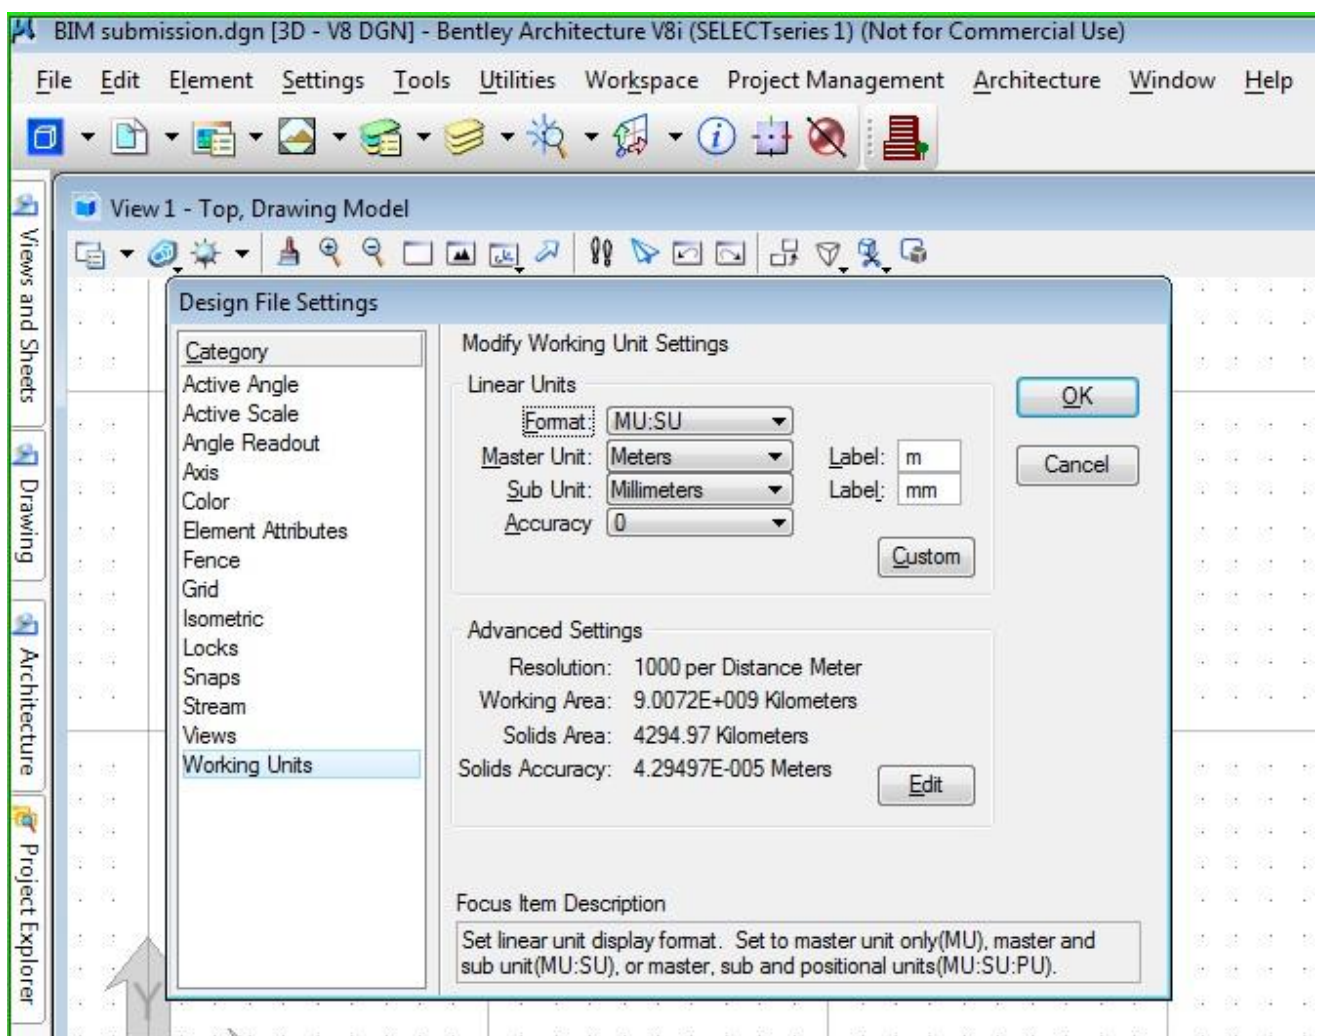 BIM submission.dgn [3D - V8 DGN] - Bentley Architecture V8i (SELECTseries 1) (Not for Commercial Use)
File Edit Element Settings Tools Utilities Workspace Project Management Architecture Window Help
View 1 - Top, Drawing Model
Views and Sheets
Drawing
Architecture
Project Explorer
Design File Settings
Category
Active Angle
Active Scale
Angle Readout
Axis
Color
Element Attributes
Fence
Grid
Isometric
Locks
Snaps
Stream
Views
Working Units
Modify Working Unit Settings
Linear Units
Format: MU:SU
Master Unit: Meters Label: m
Sub Unit: Millimeters Label: mm
Accuracy 0
Custom
OK
Cancel
Advanced Settings
Resolution: 1000 per Distance Meter
Working Area: 9.0072E+009 Kilometers
Solids Area: 4294.97 Kilometers
Solids Accuracy: 4.29497E-005 Meters
Edit
Focus Item Description
Set linear unit display format. Set to master unit only(MU), master and
sub unit(MU:SU), or master, sub and positional units(MU:SU:PU).
Y